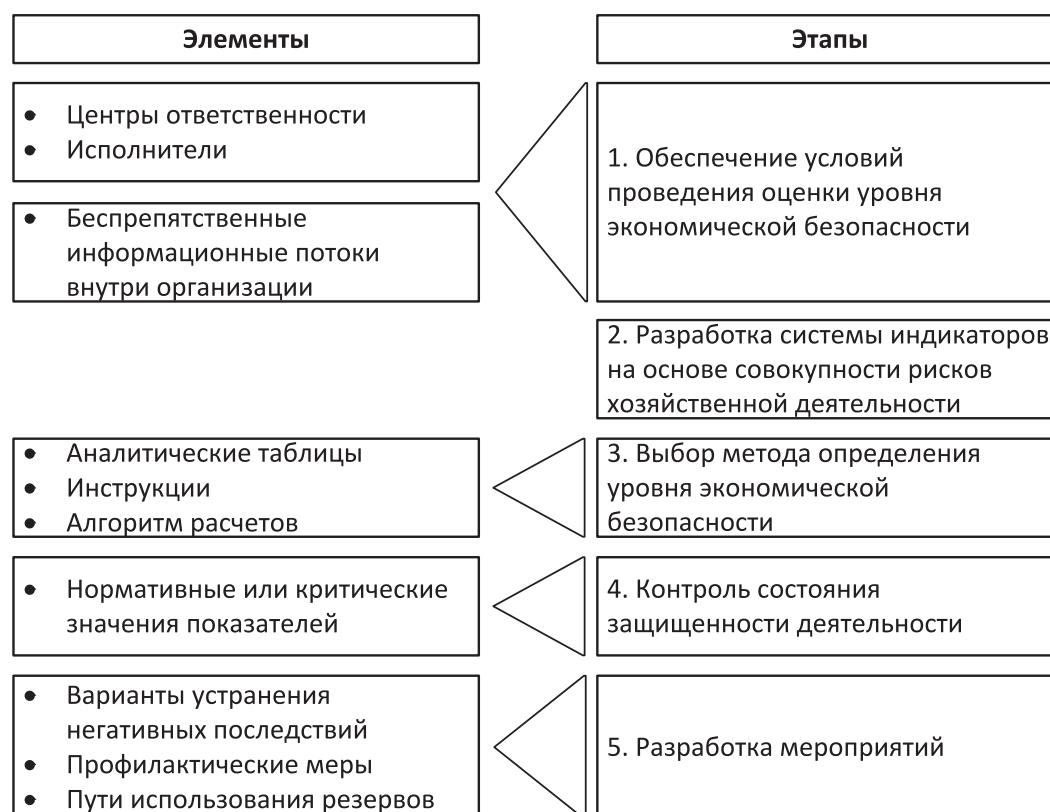 Элементы
Этапы
• Центры ответственности
• Исполнители
• Беспрепятственные
информационные потоки
внутри организации
1. Обеспечение условий
проведения оценки уровня
экономической безопасности
2. Разработка системы индикаторов
на основе совокупности рисков
хозяйственной деятельности
• Аналитические таблицы
• Инструкции
• Алгоритм расчетов
3. Выбор метода определения
уровня экономической
безопасности
• Нормативные или критические
значения показателей
4. Контроль состояния
защищенности деятельности
• Варианты устранения
негативных последствий
• Профилактические меры
• Пути использования резервов
5. Разработка мероприятий